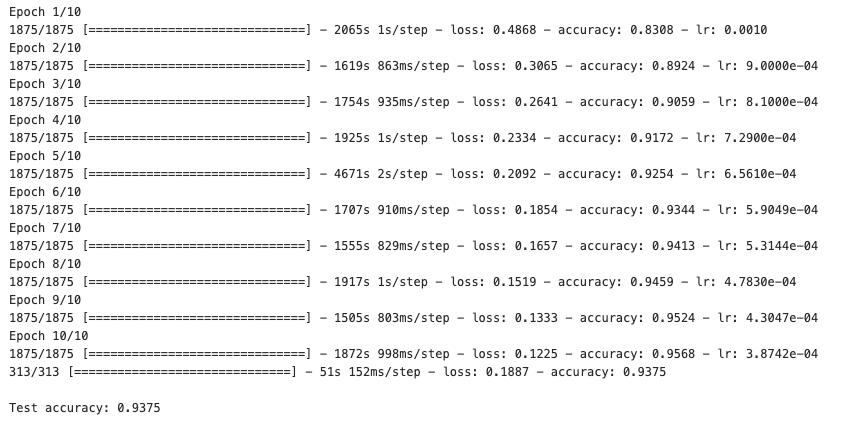 Epoch 1/10
1875/1875 [==============================] - 2065s 1s/step - loss: 0.4868 - accuracy: 0.8308 - lr: 0.0010
Epoch 2/10
1875/1875 [==============================] - 1619s 863ms/step - loss: 0.3065 - accuracy: 0.8924 - lr: 9.0000e-04
Epoch 3/10
1875/1875 [==============================] - 1754s 935ms/step - loss: 0.2641 - accuracy: 0.9059 - lr: 8.1000e-04
Epoch 4/10
1875/1875 [==============================] - 1925s 1s/step - loss: 0.2334 - accuracy: 0.9172 - lr: 7.2900e-04
Epoch 5/10
1875/1875 [==============================] - 4671s 2s/step - loss: 0.2092 - accuracy: 0.9254 - lr: 6.5610e-04
Epoch 6/10
1875/1875 [==============================] - 1707s 910ms/step - loss: 0.1854 - accuracy: 0.9344 - lr: 5.9049e-04
Epoch 7/10
1875/1875 [==============================] - 1555s 829ms/step - loss: 0.1657 - accuracy: 0.9413 - lr: 5.3144e-04
Epoch 8/10
1875/1875 [==============================] - 1917s 1s/step - loss: 0.1519 - accuracy: 0.9459 - lr: 4.7830e-04
Epoch 9/10
1875/1875 [==============================] - 1505s 803ms/step - loss: 0.1333 - accuracy: 0.9524 - lr: 4.3047e-04
Epoch 10/10
1875/1875 [==============================] - 1872s 998ms/step - loss: 0.1225 - accuracy: 0.9568 - lr: 3.8742e-04
313/313 [==============================] - 51s 152ms/step - loss: 0.1887 - accuracy: 0.9375
Test accuracy: 0.9375